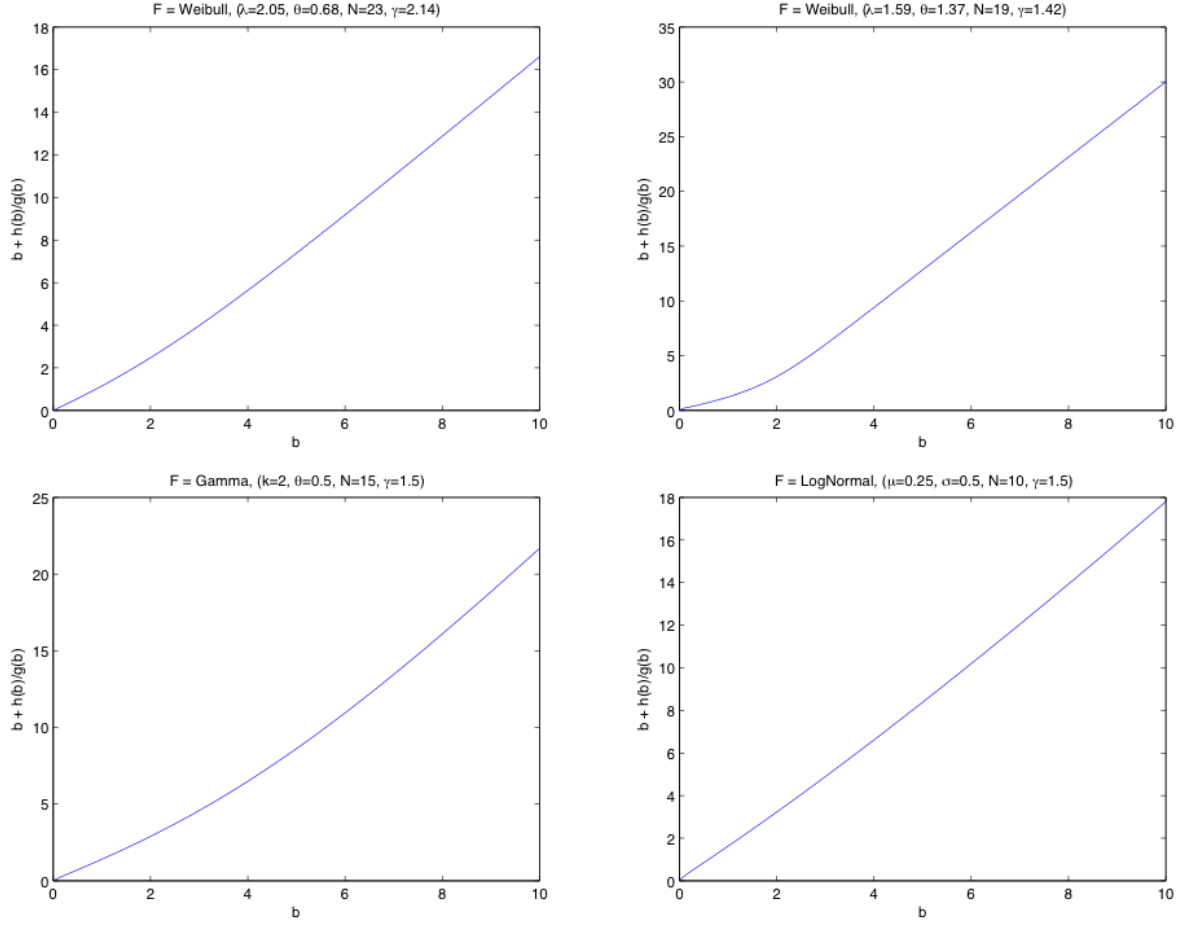 F = Weibull, (λ=2.05, θ=0.68, N=23, γ=2.14)
18
16
14
12
10
8
6
4
2
0
b + h(b)/g(b)
0 2 4 6 8 10
b
F = Weibull, (λ=1.59, θ=1.37, N=19, γ=1.42)
35
30
25
20
15
10
5
0
b + h(b)/g(b)
0 2 4 6 8 10
b
F = Gamma, (k=2, θ=0.5, N=15, γ=1.5)
25
20
15
10
5
0
b + h(b)/g(b)
0 2 4 6 8 10
b
F = LogNormal, (μ=0.25, σ=0.5, N=10, γ=1.5)
18
16
14
12
10
8
6
4
2
0
b + h(b)/g(b)
0 2 4 6 8 10
b